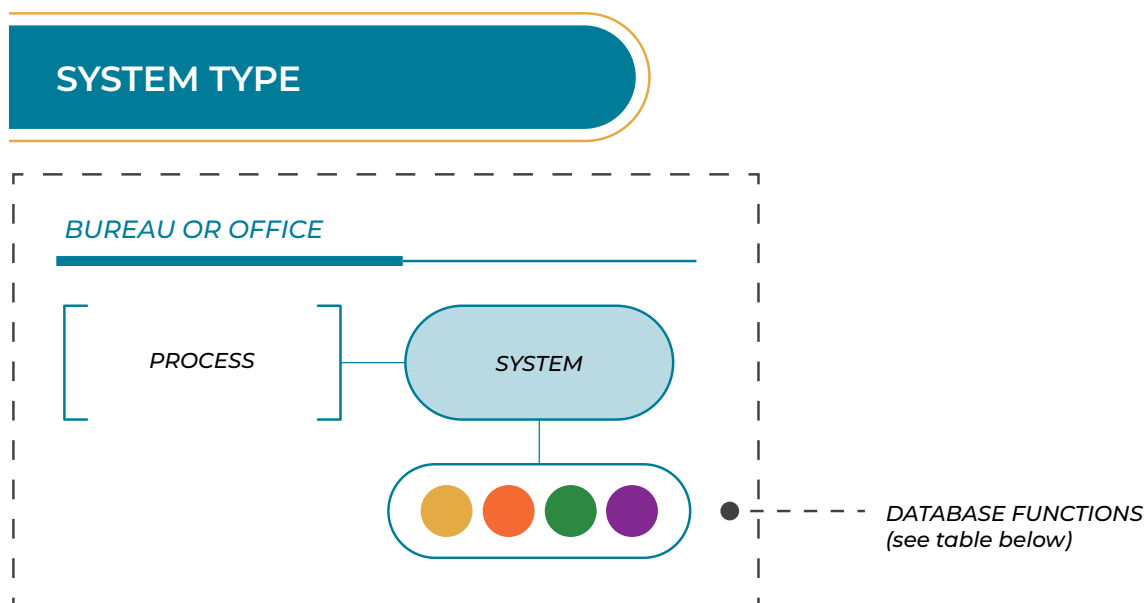 SYSTEM TYPE
BUREAU OR OFFICE
PROCESS
SYSTEM
DATABASE FUNCTIONS
(see table below)